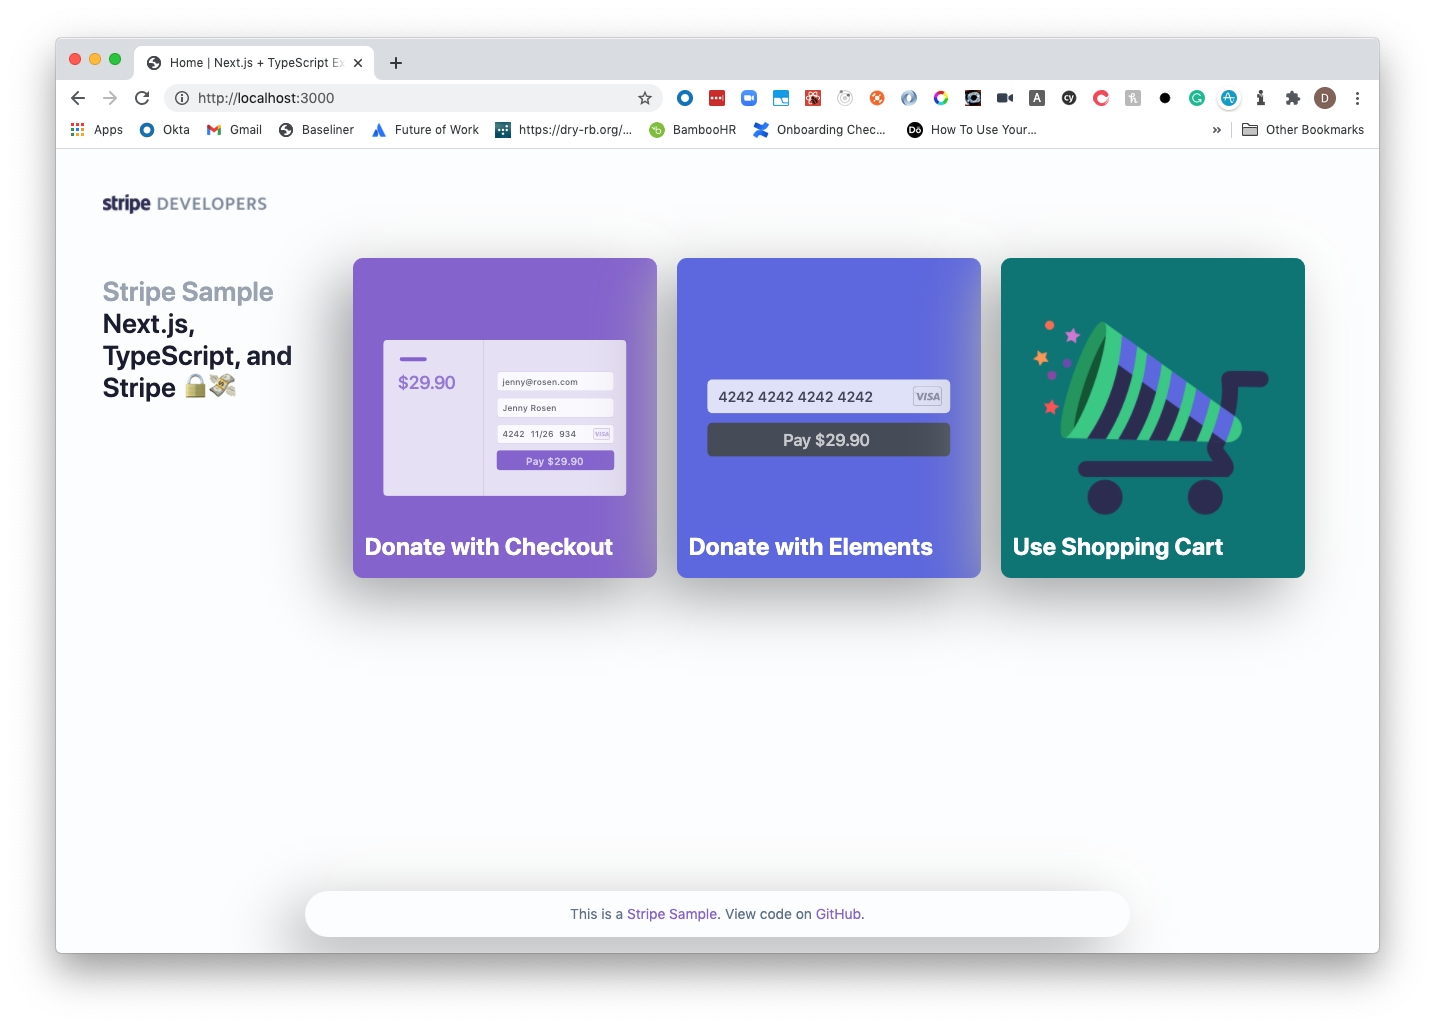 Home | Next.js + TypeScript Ex
http://localhost:3000
A
cy
D
Apps
Okta
Gmail
Baseliner
Future of Work
https://dry-rb.org/...
BambooHR
Onboarding Chec...
Dō How To Use Your...
»
Other Bookmarks
stripe DEVELOPERS
Stripe Sample
Next.js,
TypeScript, and
Stripe
$29.90
jenny@rosen.com
Jenny Rosen
4242 11/26 934 VISA
Pay $29.90
Donate with Checkout
4242 4242 4242 4242 VISA
Pay $29.90
Donate with Elements
Use Shopping Cart
This is a Stripe Sample. View code on GitHub.